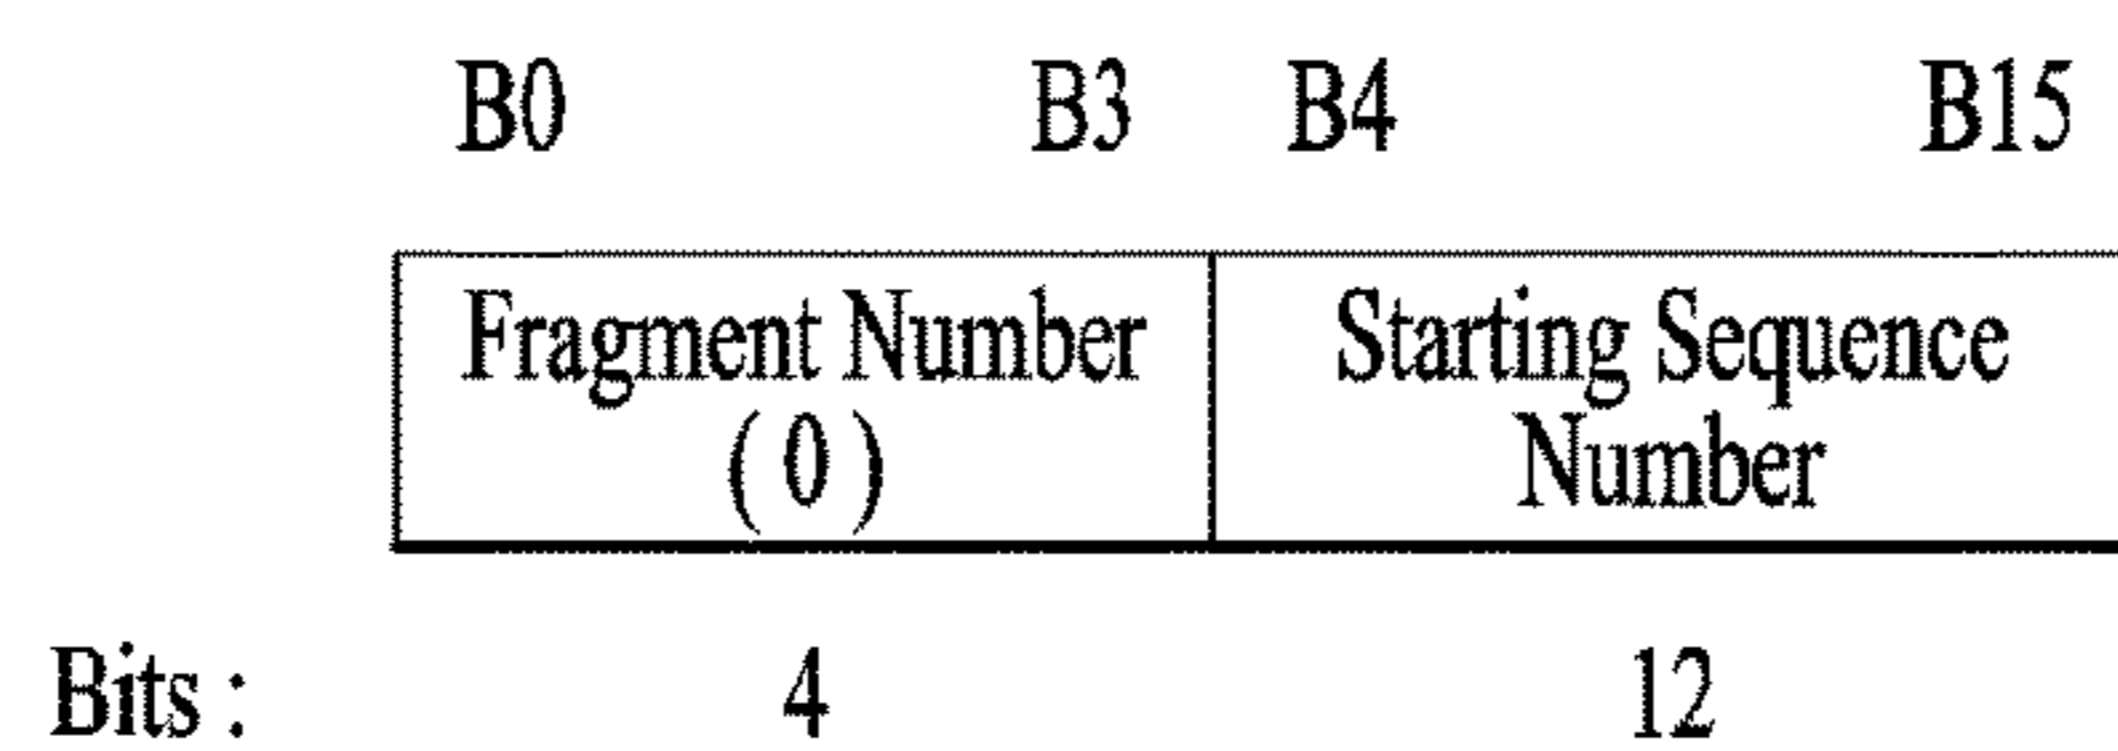 B0 B3 B4 B15
Fragment Number
( 0 )
Starting Sequence
Number
Bits : 4 12